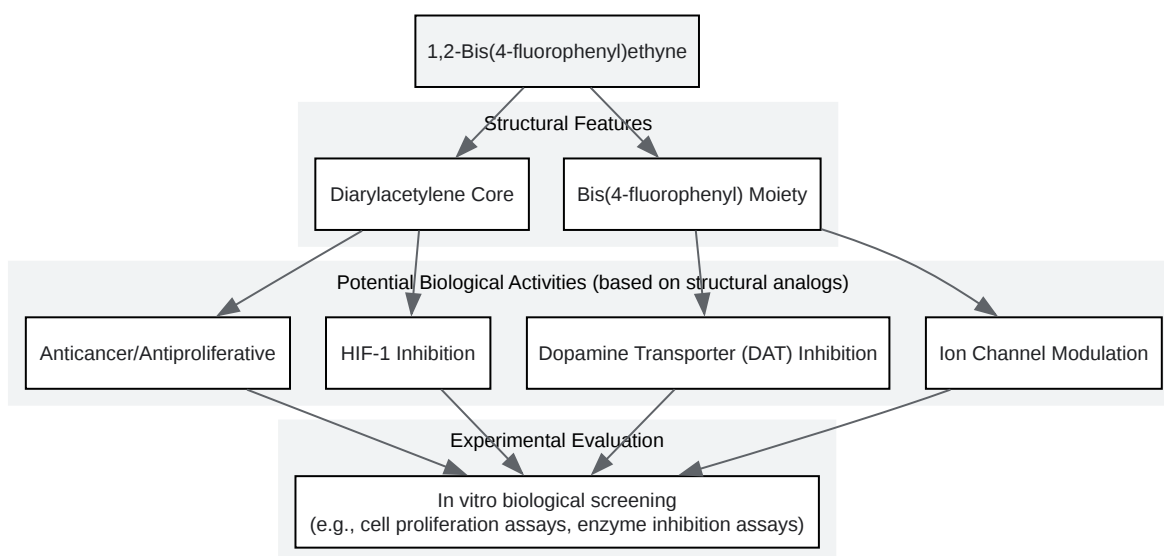 1,2-Bis(4-fluorophenyl)ethyne
Structural Features
Diarylacetylene Core
Bis(4-fluorophenyl) Moiety
Potential Biological Activities (based on structural analogs)
Anticancer/Antiproliferative
HIF-1 Inhibition
Dopamine Transporter (DAT) Inhibition
Ion Channel Modulation
Experimental Evaluation
In vitro biological screening
(e.g., cell proliferation assays, enzyme inhibition assays)